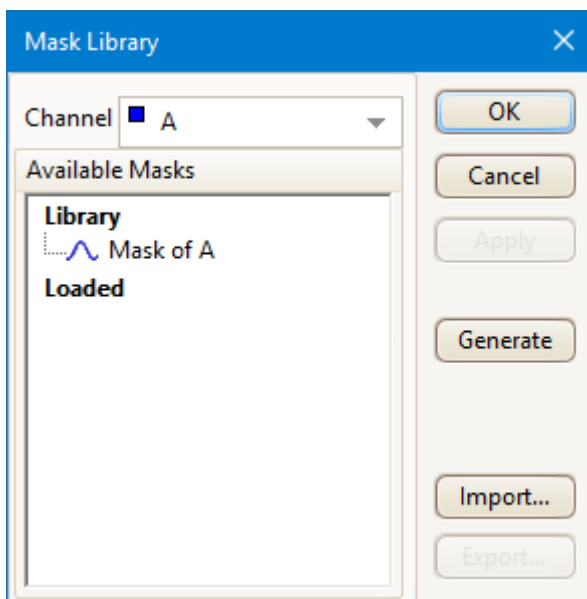 Mask Library
Channel A
Available Masks
Library
Mask of A
Loaded
OK
Cancel
Apply
Generate
Import...
Export...